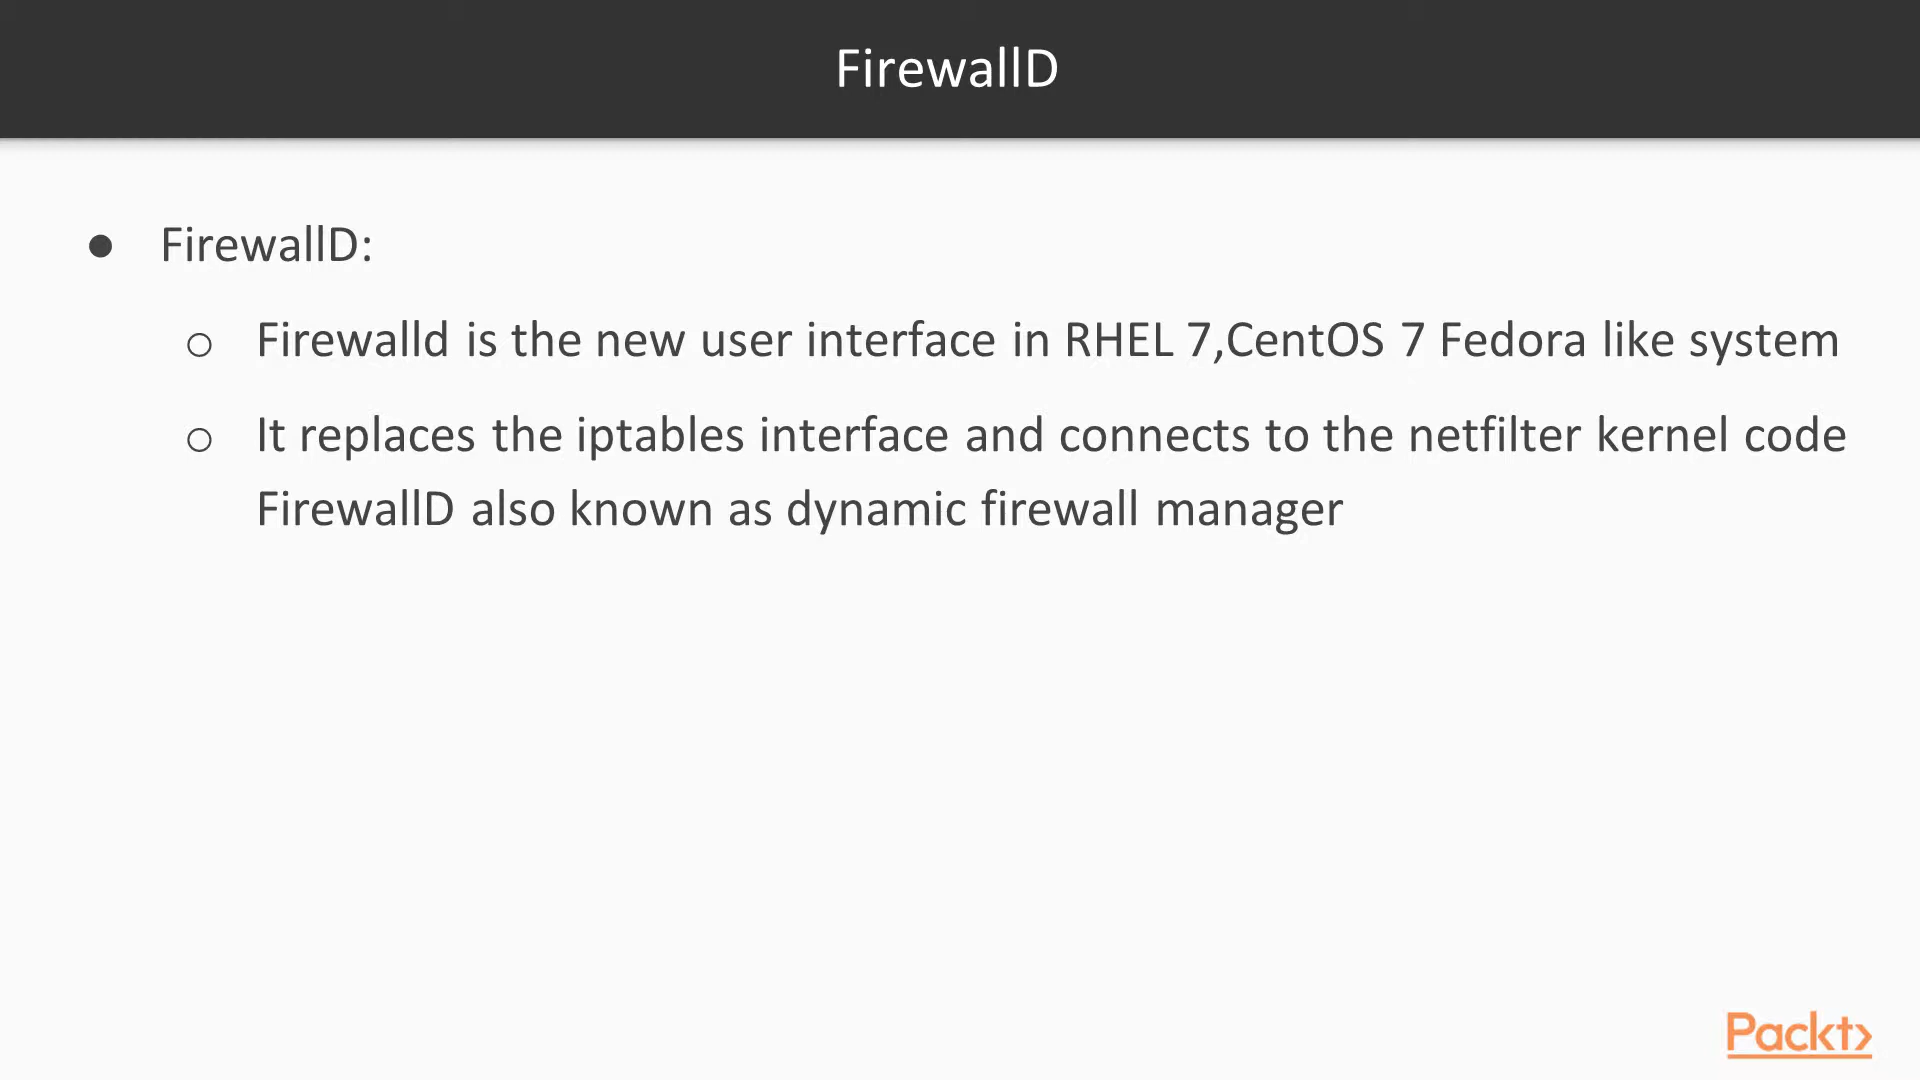 FirewallD
● FirewallD:
○ Firewalld is the new user interface in RHEL 7,CentOS 7 Fedora like system
○ It replaces the iptables interface and connects to the netfilter kernel code
FirewallD also known as dynamic firewall manager
Packt>